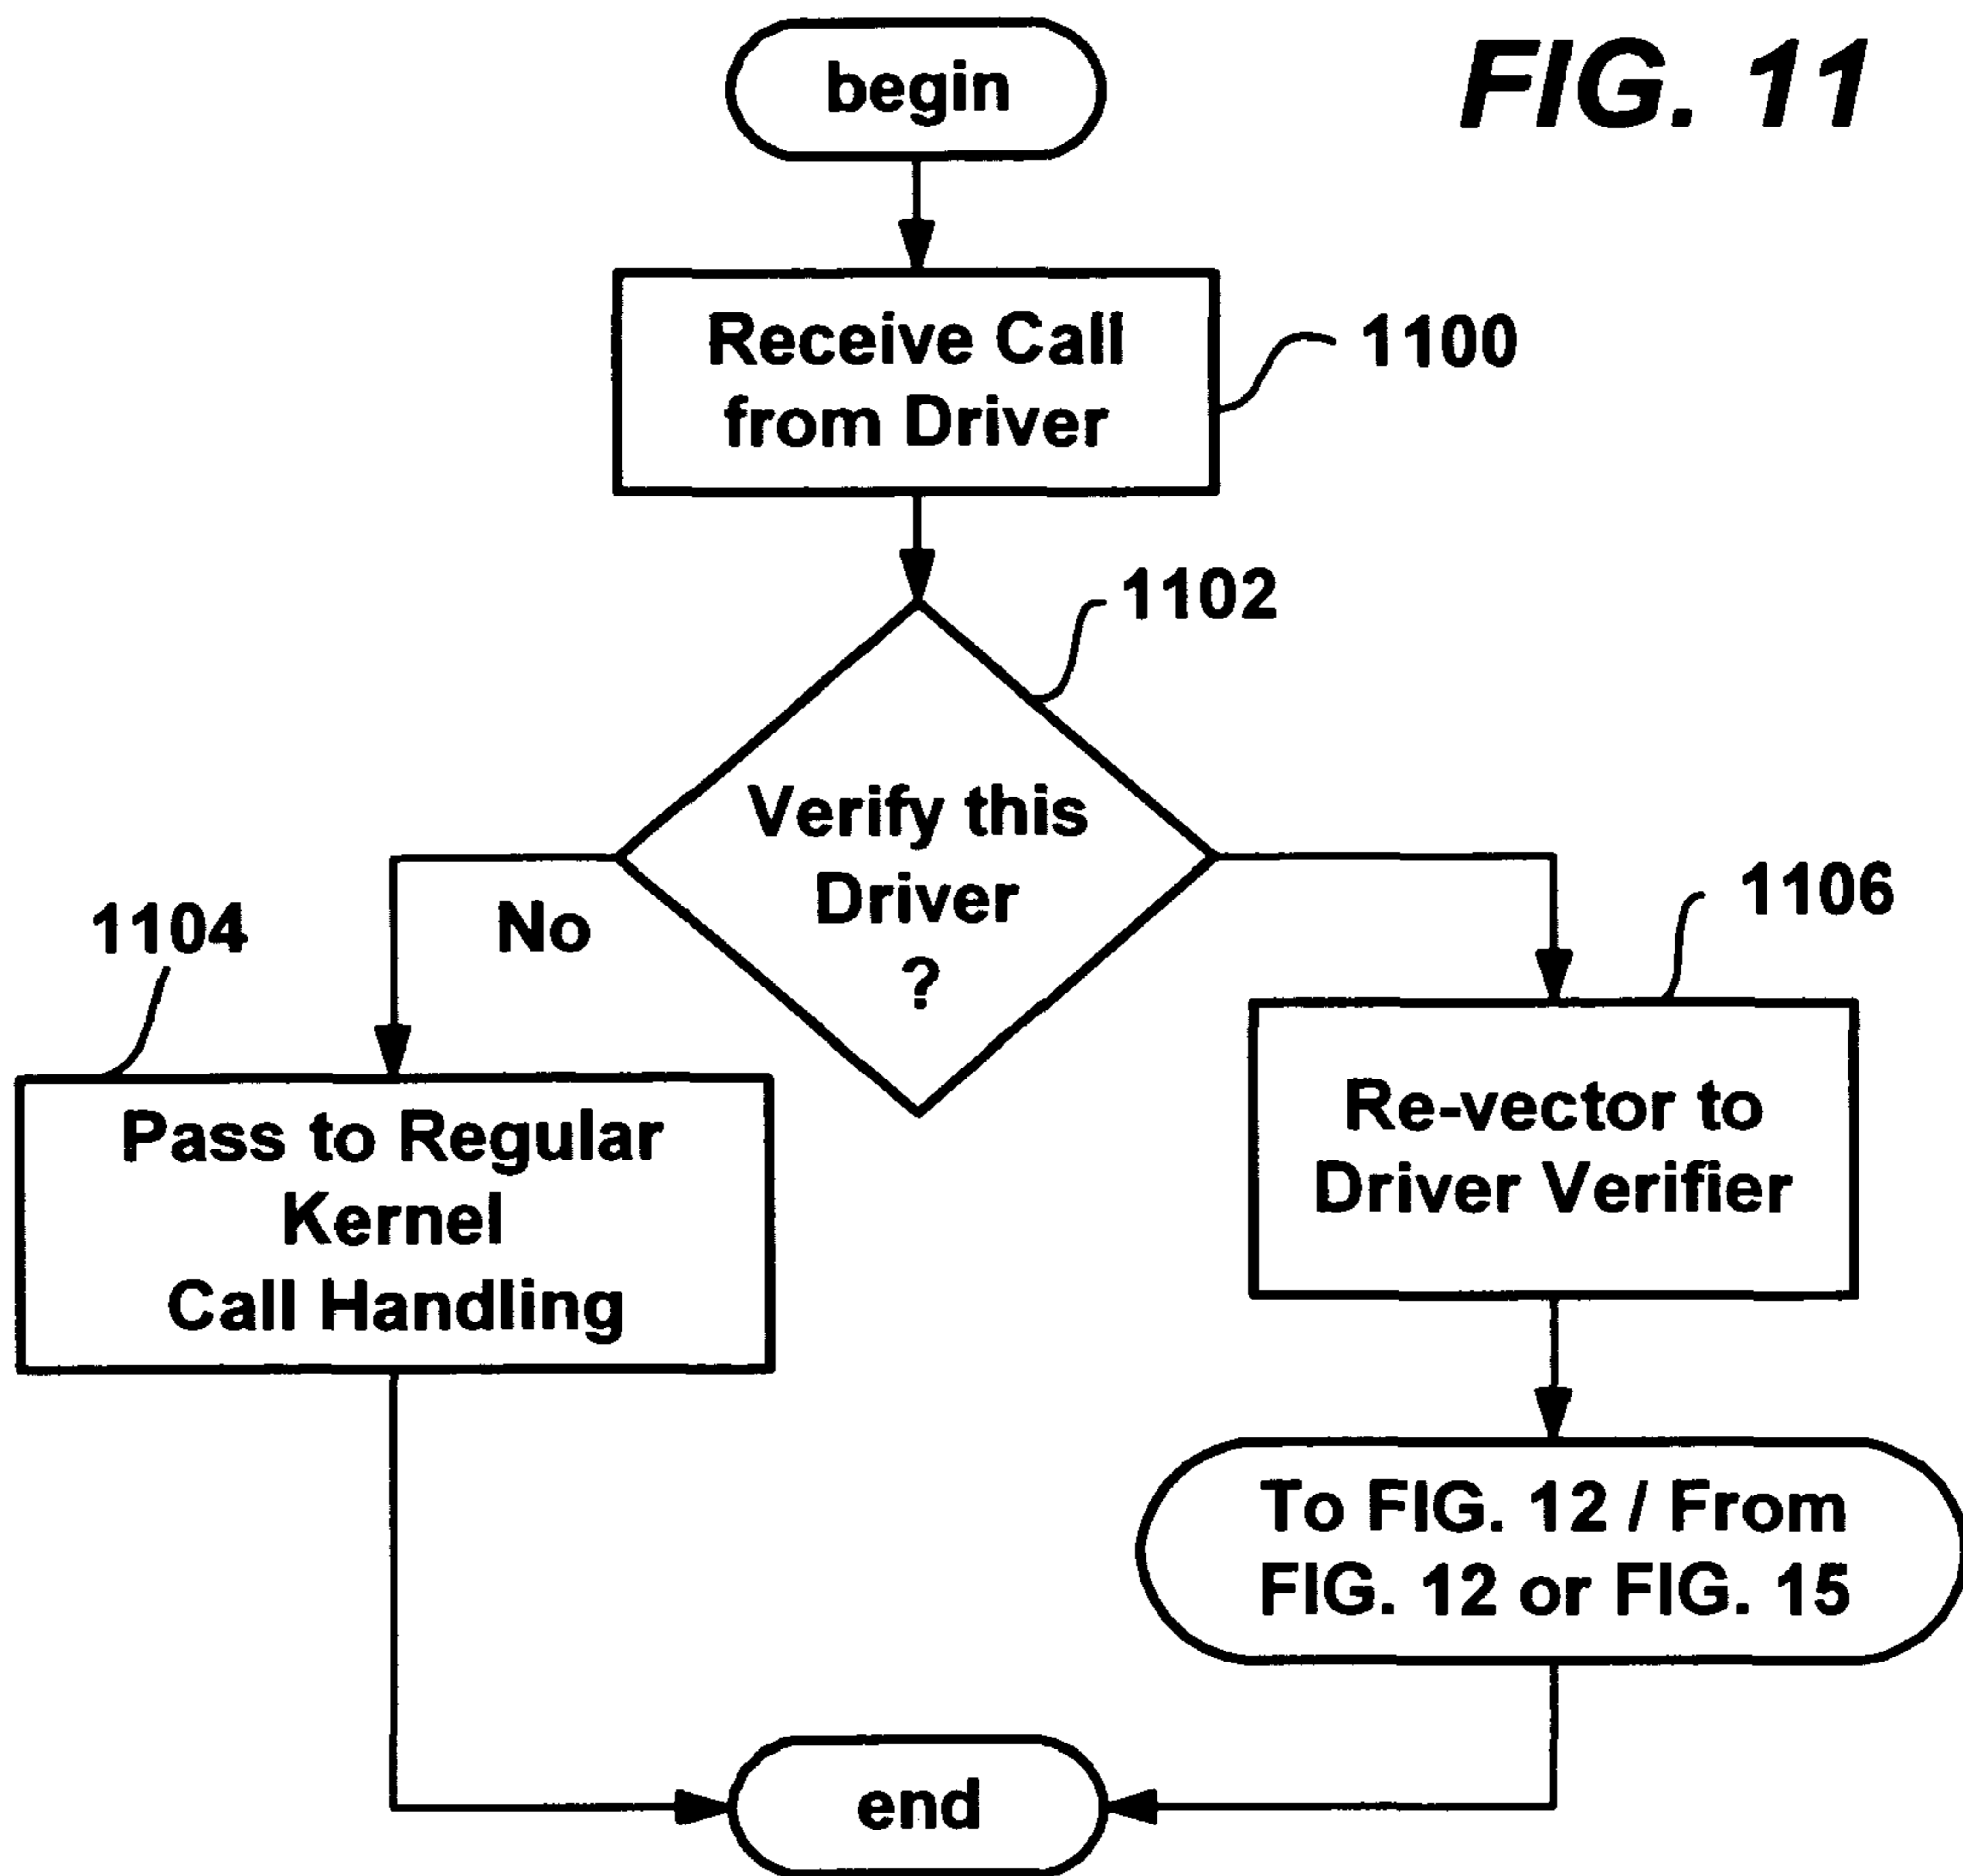 begin
FIG. 11
Receive Call
from Driver
1100
1102
Verify this
Driver
?
No
1104
1106
Pass to Regular
Kernel
Call Handling
Re-vector to
Driver Verifier
To FIG. 12 / From
FIG. 12 or FIG. 15
end